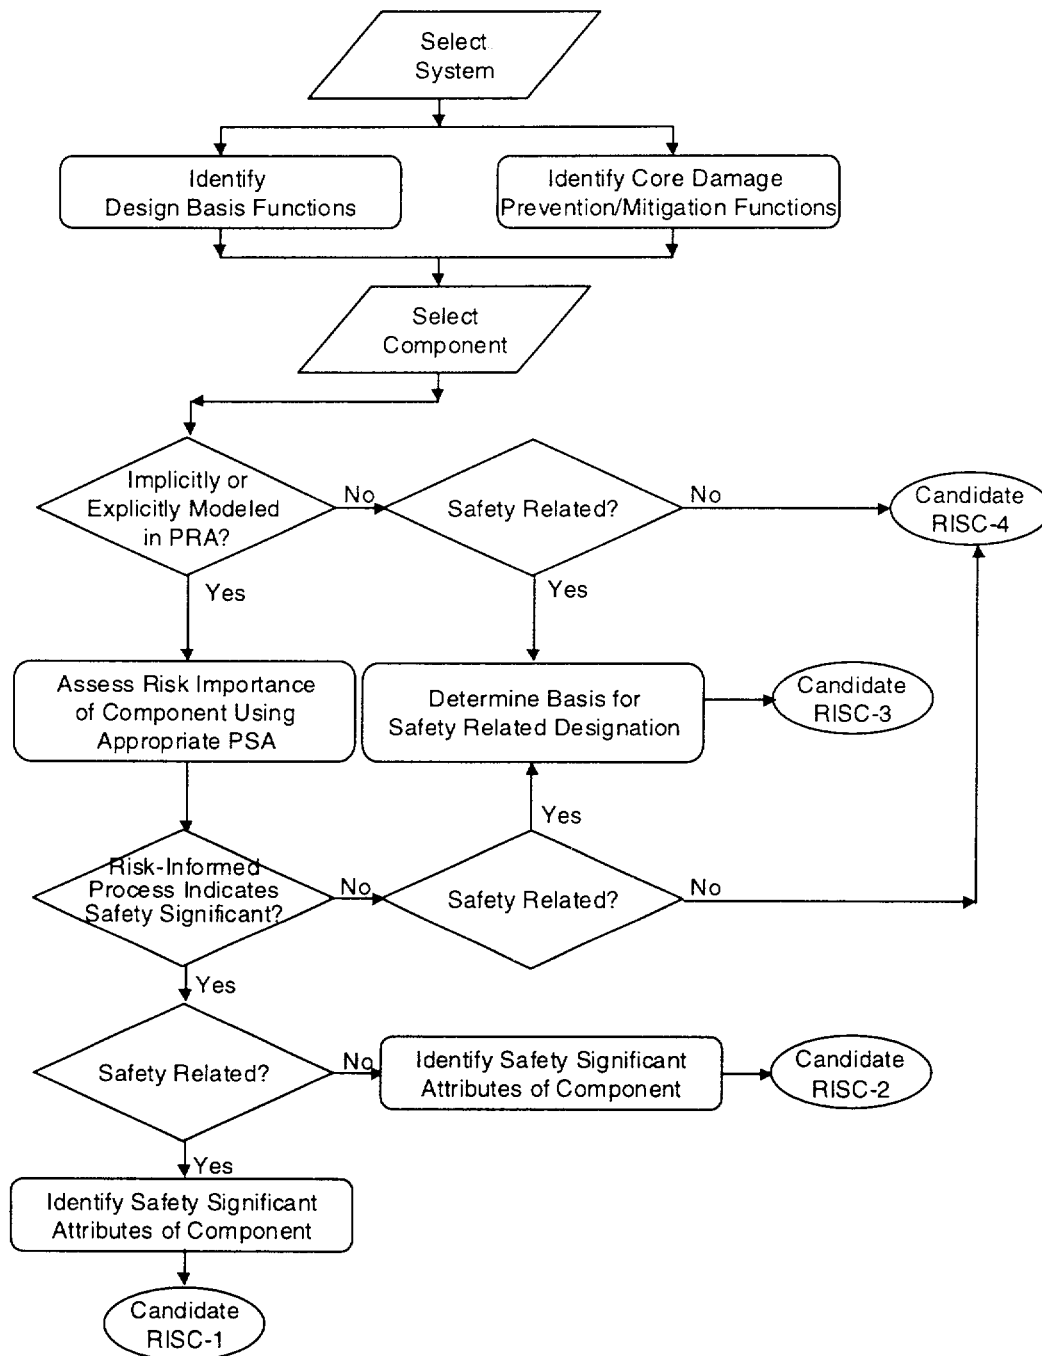 Select
System
Identify
Design Basis Functions
Identify Core Damage
Prevention/Mitigation Functions
Select
Component
Implicitly or
Explicitly Modeled
in PRA?
No
Safety Related?
No
Candidate
RISC-4
Yes
Yes
Assess Risk Importance
of Component Using
Appropriate PSA
Determine Basis for
Safety Related Designation
Candidate
RISC-3
Yes
Risk-Informed
Process Indicates
Safety Significant?
No
Safety Related?
No
Yes
Safety Related?
No
Identify Safety Significant
Attributes of Component
Candidate
RISC-2
Yes
Identify Safety Significant
Attributes of Component
Candidate
RISC-1